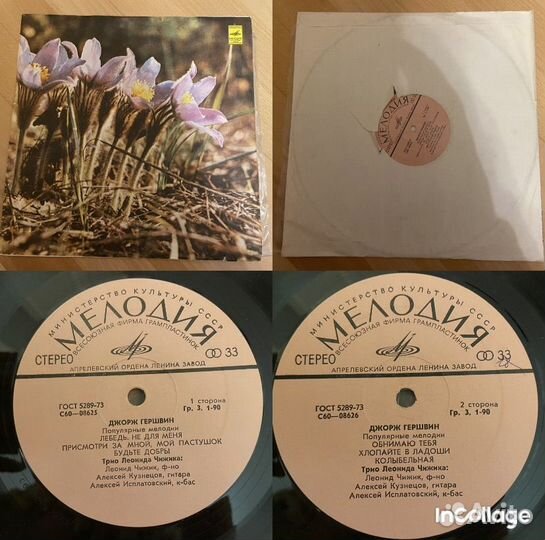 МЕЛОДИЯ
МИНИСТЕРСТВО КУЛЬТУРЫ СССР
МЕЛОДИЯ
ВСЕСОЮЗНАЯ ФИРМА ГРАМПЛАСТИНОК
СТЕРЕО
33
АПРЕЛЕВСКИЙ ОРДЕНА ЛЕНИНА ЗАВОД
ГОСТ 5289-73
С60—08625
1 сторона
Гр. 3. 1-90
ДЖОРЖ ГЕРШВИН
Популярные мелодии
ЛЕБЕДЬ. НЕ ДЛЯ МЕНЯ
ПРИСМОТРИ ЗА МНОЙ, МОЙ ПАСТУШОК
БУДЬТЕ ДОБРЫ
Трио Леонида Чижика:
Леонид Чижик, ф-но
Алексей Кузнецов, гитара
Алексей Исплатовский, к-бас
МИНИСТЕРСТВО КУЛЬТУРЫ СССР
МЕЛОДИЯ
ВСЕСОЮЗНАЯ ФИРМА ГРАМПЛАСТИНОК
СТЕРЕО
33
АПРЕЛЕВСКИЙ ОРДЕНА ЛЕНИНА ЗАВОД
ГОСТ 5289-73
С60—08626
2 сторона
Гр. 3. 1-90
ДЖОРЖ ГЕРШВИН
Популярные мелодии
ОБНИМАЮ ТЕБЯ
ХЛОПАЙТЕ В ЛАДОШИ
КОЛЫБЕЛЬНАЯ
Трио Леонида Чижика:
Леонид Чижик, ф-но
Алексей Кузнецов, гитара
Алексей Исплатовский, к-бас
InCollage